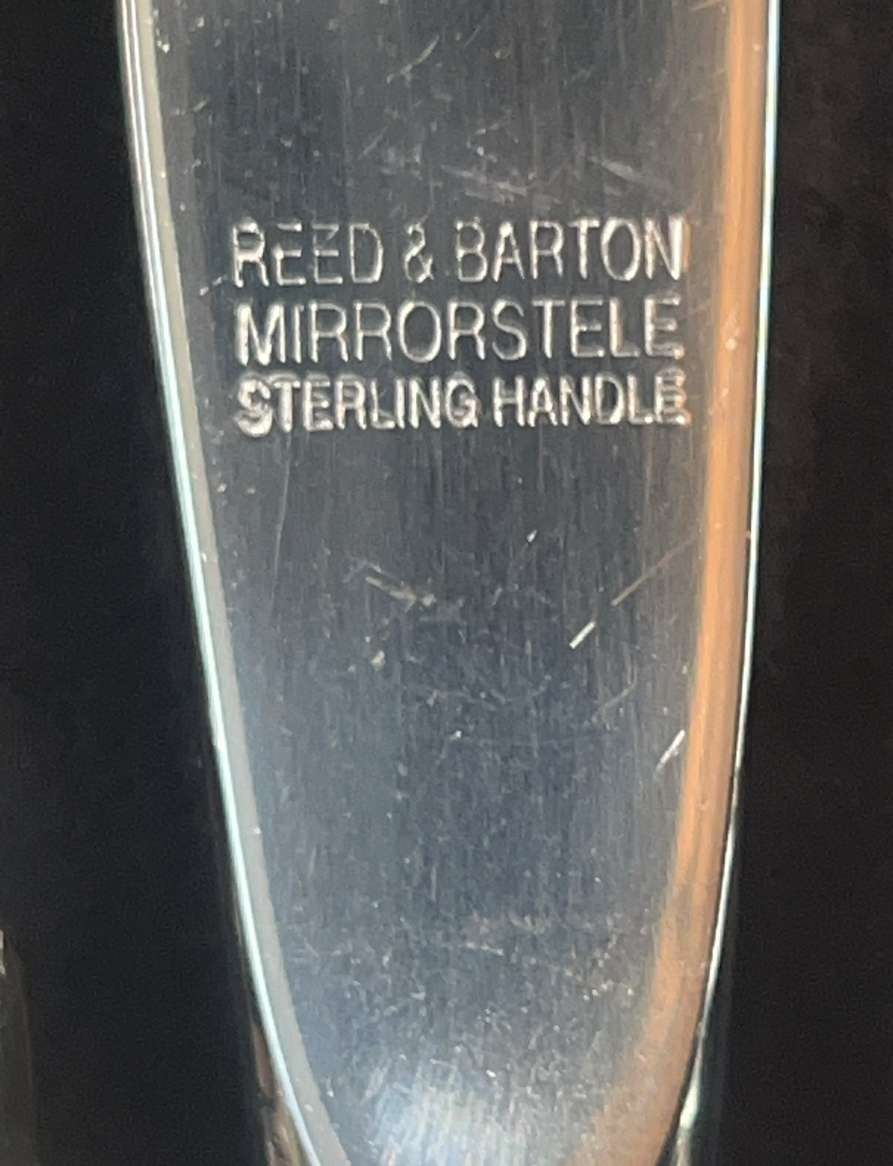 REED & BARTON
MIRRORSTELE
STERLING HANDLE